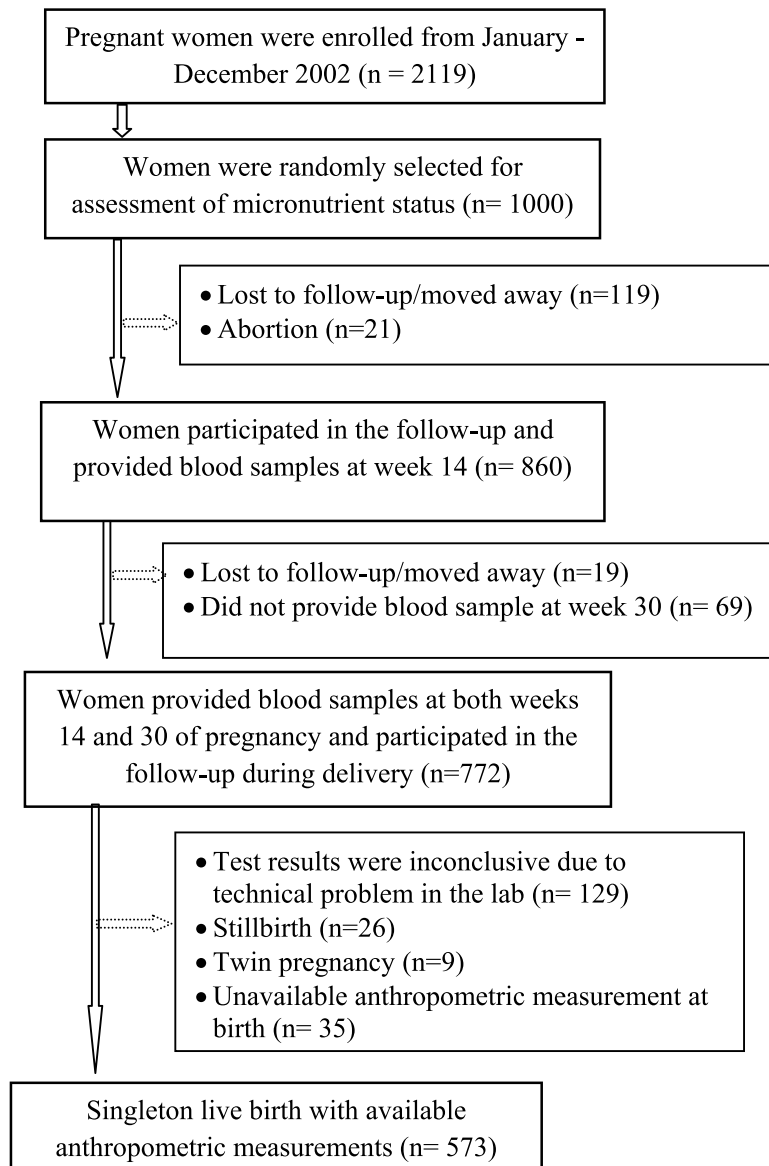 Pregnant women were enrolled from January -
December 2002 (n = 2119)
Women were randomly selected for
assessment of micronutrient status (n= 1000)
• Lost to follow-up/moved away (n=119)
• Abortion (n=21)
Women participated in the follow-up and
provided blood samples at week 14 (n= 860)
• Lost to follow-up/moved away (n=19)
• Did not provide blood sample at week 30 (n= 69)
Women provided blood samples at both weeks
14 and 30 of pregnancy and participated in the
follow-up during delivery (n=772)
• Test results were inconclusive due to
technical problem in the lab (n= 129)
• Stillbirth (n=26)
• Twin pregnancy (n=9)
• Unavailable anthropometric measurement at
birth (n= 35)
Singleton live birth with available
anthropometric measurements (n= 573)